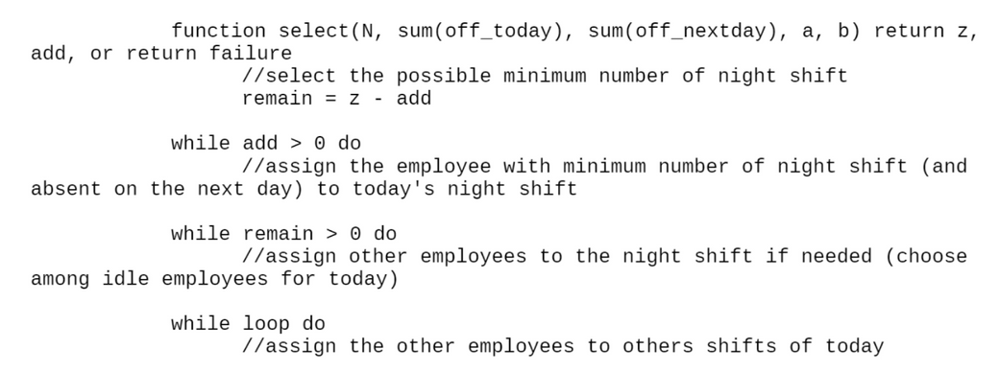 function select(N, sum(off_today), sum(off_nextday), a, b) return z,
add, or return failure
//select the possible minimum number of night shift
remain = z - add
while add > 0 do
//assign the employee with minimum number of night shift (and
absent on the next day) to today's night shift
while remain > 0 do
//assign other employees to the night shift if needed (choose
among idle employees for today)
while loop do
//assign the other employees to others shifts of today